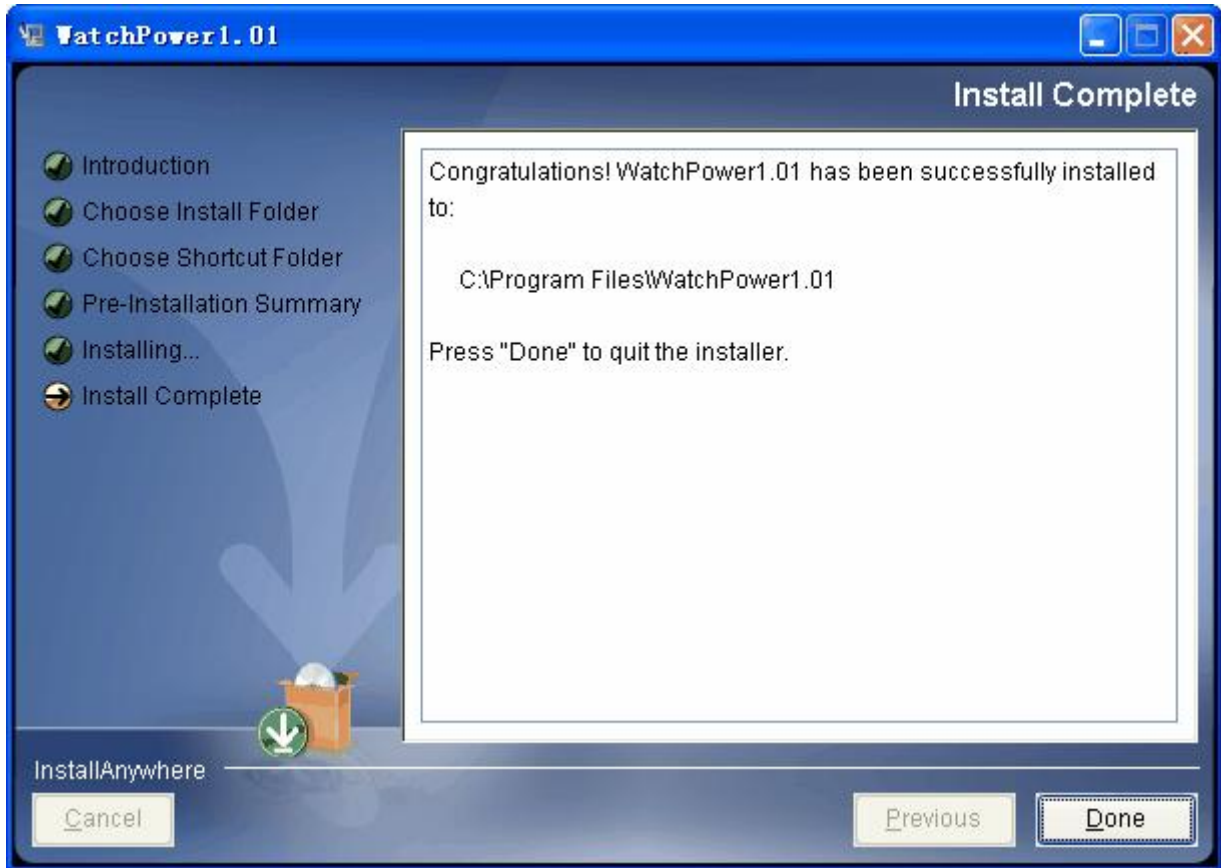 WatchPower1.01
Install Complete
Introduction
Choose Install Folder
Choose Shortcut Folder
Pre-Installation Summary
Installing...
Install Complete
Congratulations! WatchPower1.01 has been successfully installed
to:
C:\Program Files\WatchPower1.01
Press "Done" to quit the installer.
InstallAnywhere
Cancel
Previous
Done